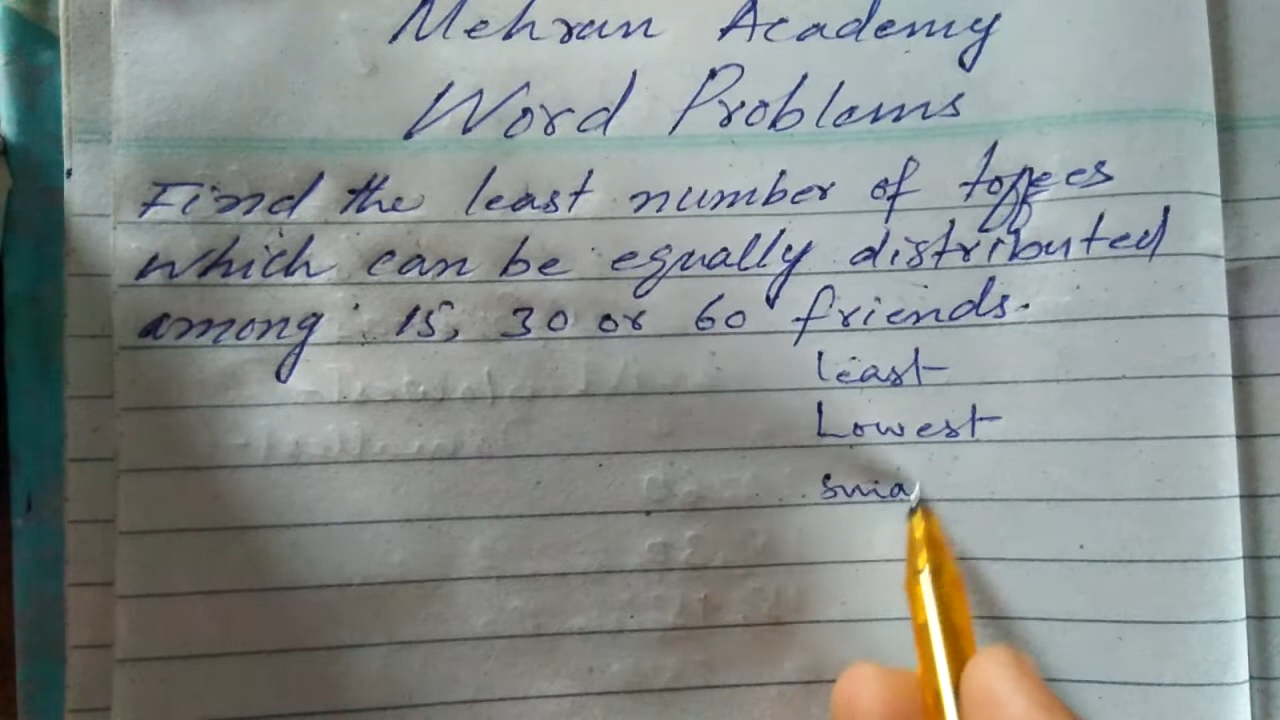 Mehran Academy
Word Problems
Find the least number of toffees
which can be equally distributed
among 15, 30 or 60 friends.
least
Lowest
sma